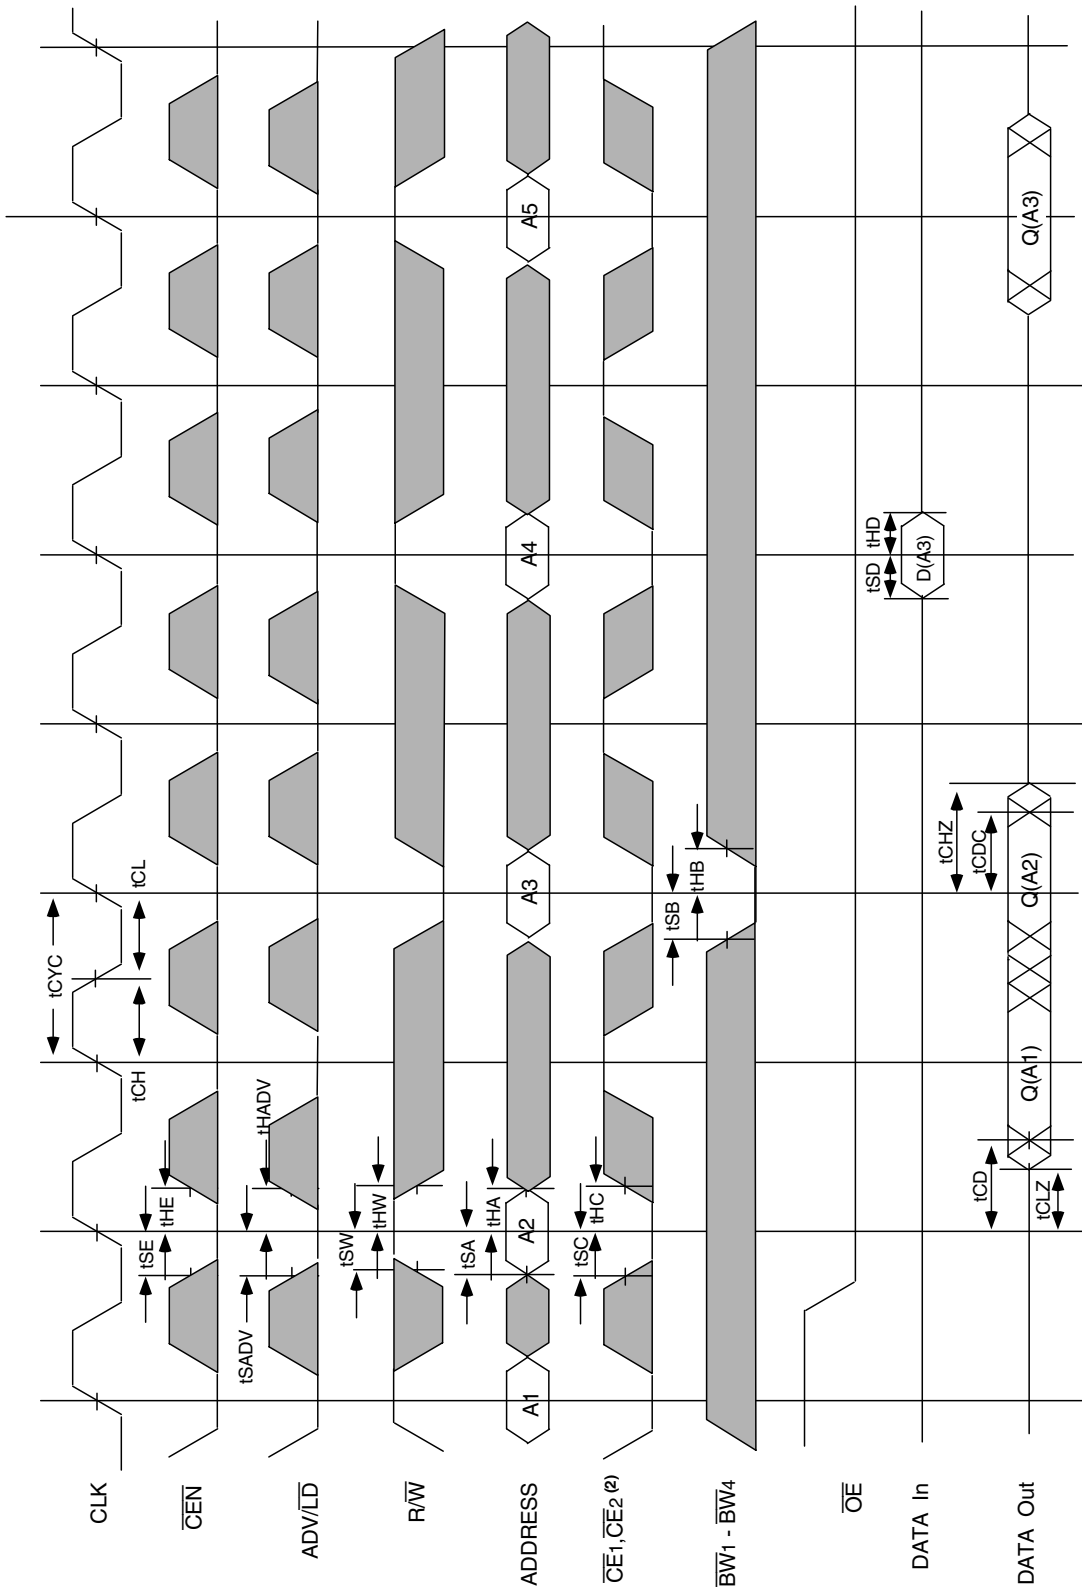 CLK
tCYC
tCH
tCL
CEN
tSE
tHE
ADV/LD
tSADV
tHADV
R/W
tSW
tHW
ADDRESS
A1
A2
A3
A4
A5
tSA
tHA
CE1,CE2 (2)
tSC
tHC
BW1 - BW4
tSB
tHB
OE
DATA In
D(A3)
tSD
tHD
DATA Out
tCD
tCLZ
Q(A1)
Q(A2)
tCHZ
tCDC
Q(A3)